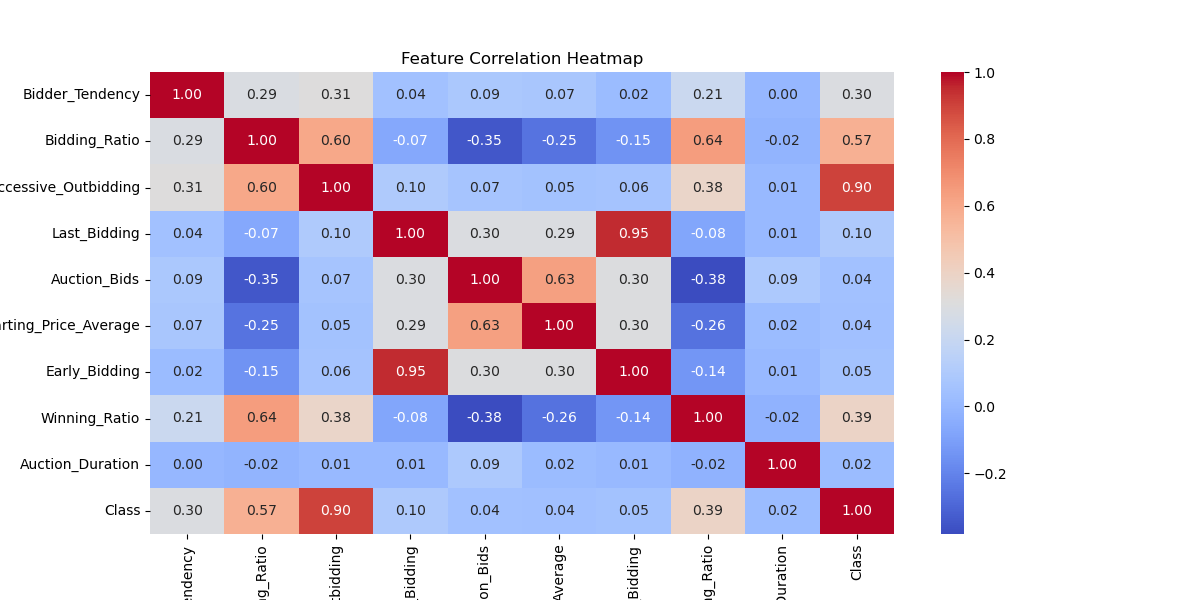 Feature Correlation Heatmap
Bidder_Tendency 1.00 0.29 0.31 0.04 0.09 0.07 0.02 0.21 0.00 0.30
Bidding_Ratio 0.29 1.00 0.60 -0.07 -0.35 -0.25 -0.15 0.64 -0.02 0.57
ccessive_Outbidding 0.31 0.60 1.00 0.10 0.07 0.05 0.06 0.38 0.01 0.90
Last_Bidding 0.04 -0.07 0.10 1.00 0.30 0.29 0.95 -0.08 0.01 0.10
Auction_Bids 0.09 -0.35 0.07 0.30 1.00 0.63 0.30 -0.38 0.09 0.04
rting_Price_Average 0.07 -0.25 0.05 0.29 0.63 1.00 0.30 -0.26 0.02 0.04
Early_Bidding 0.02 -0.15 0.06 0.95 0.30 0.30 1.00 -0.14 0.01 0.05
Winning_Ratio 0.21 0.64 0.38 -0.08 -0.38 -0.26 -0.14 1.00 -0.02 0.39
Auction_Duration 0.00 -0.02 0.01 0.01 0.09 0.02 0.01 -0.02 1.00 0.02
Class 0.30 0.57 0.90 0.10 0.04 0.04 0.05 0.39 0.02 1.00
endency
ng_Ratio
tbidding
_Bidding
on_Bids
Average
Bidding
ng_Ratio
Duration
Class
1.0
0.8
0.6
0.4
0.2
0.0
−0.2